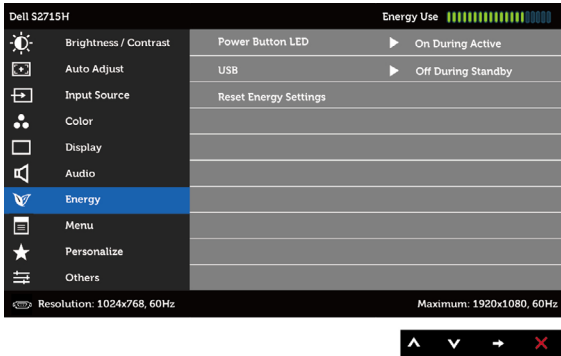 Dell S2715H Energy Use
Brightness / Contrast Power Button LED On During Active
Auto Adjust USB Off During Standby
Input Source Reset Energy Settings
Color
Display
Audio
Energy
Menu
Personalize
Others
Resolution: 1024x768, 60Hz Maximum: 1920x1080, 60Hz